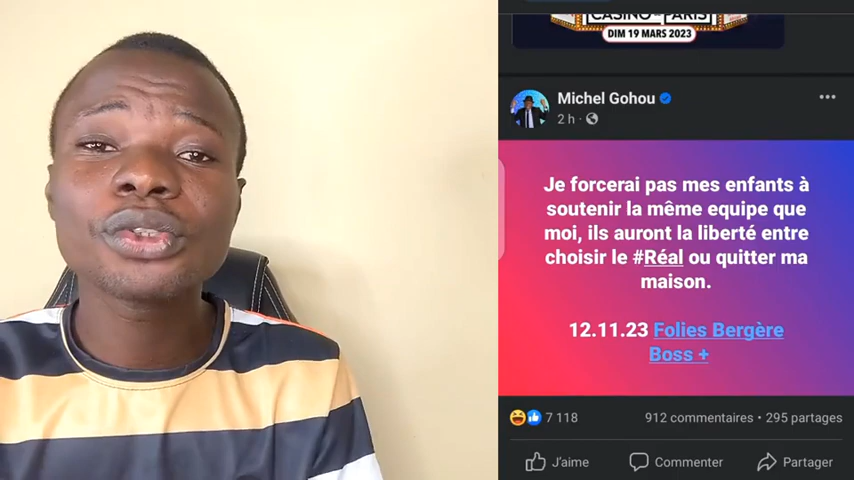 CASINO DE PARIS
DIM 19 MARS 2023
Michel Gohou
2 h ·
Je forcerai pas mes enfants à
soutenir la même equipe que
moi, ils auront la liberté entre
choisir le #Réal ou quitter ma
maison.
12.11.23 Folies Bergère
Boss +
7 118
912 commentaires • 295 partages
J'aime
Commenter
Partager